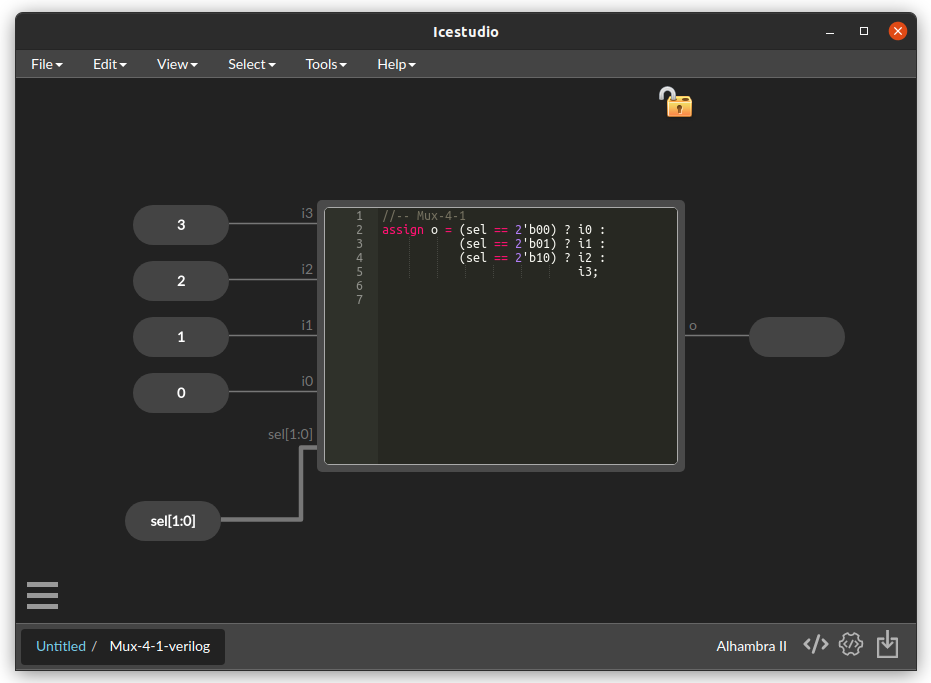 Icestudio
File Edit View Select Tools Help
i3
3
i2
2
i1
1
i0
0
sel[1:0]
sel[1:0]
1 //-- Mux-4-1
2 assign o = (sel == 2'b00) ? i0 :
3 (sel == 2'b01) ? i1 :
4 (sel == 2'b10) ? i2 :
5 i3;
6
7
o
Untitled / Mux-4-1-verilog
Alhambra II